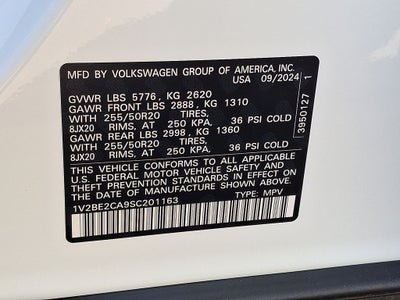 MFD BY VOLKSWAGEN GROUP OF AMERICA, INC.
USA 09/2024
GVWR LBS 5776, KG 2620
GAWR FRONT LBS 2888, KG 1310
WITH 255/50R20 TIRES,
8JX20 RIMS, AT 250 KPA, 36 PSI COLD
GAWR REAR LBS 2998, KG 1360
WITH 255/50R20 TIRES,
8JX20 RIMS, AT 250 KPA, 36 PSI COLD
THIS VEHICLE CONFORMS TO ALL APPLICABLE
U.S. FEDERAL MOTOR VEHICLE SAFETY AND
THEFT PREVENTION STANDARDS IN EFFECT ON
THE DATE OF MANUFACTURE SHOWN ABOVE.
1V2BE2CA9SC201163 TYPE: MPV
3950127 1